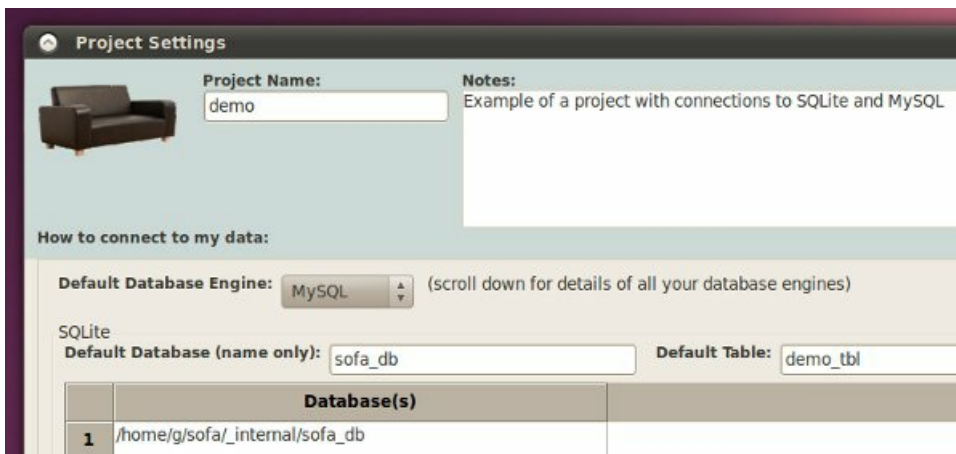 Project Settings
Project Name:
demo
Notes:
Example of a project with connections to SQLite and MySQL
How to connect to my data:
Default Database Engine: MySQL (scroll down for details of all your database engines)
SQLite
Default Database (name only): sofa_db Default Table: demo_tbl
Database(s)
1 /home/g/sofa/_internal/sofa_db